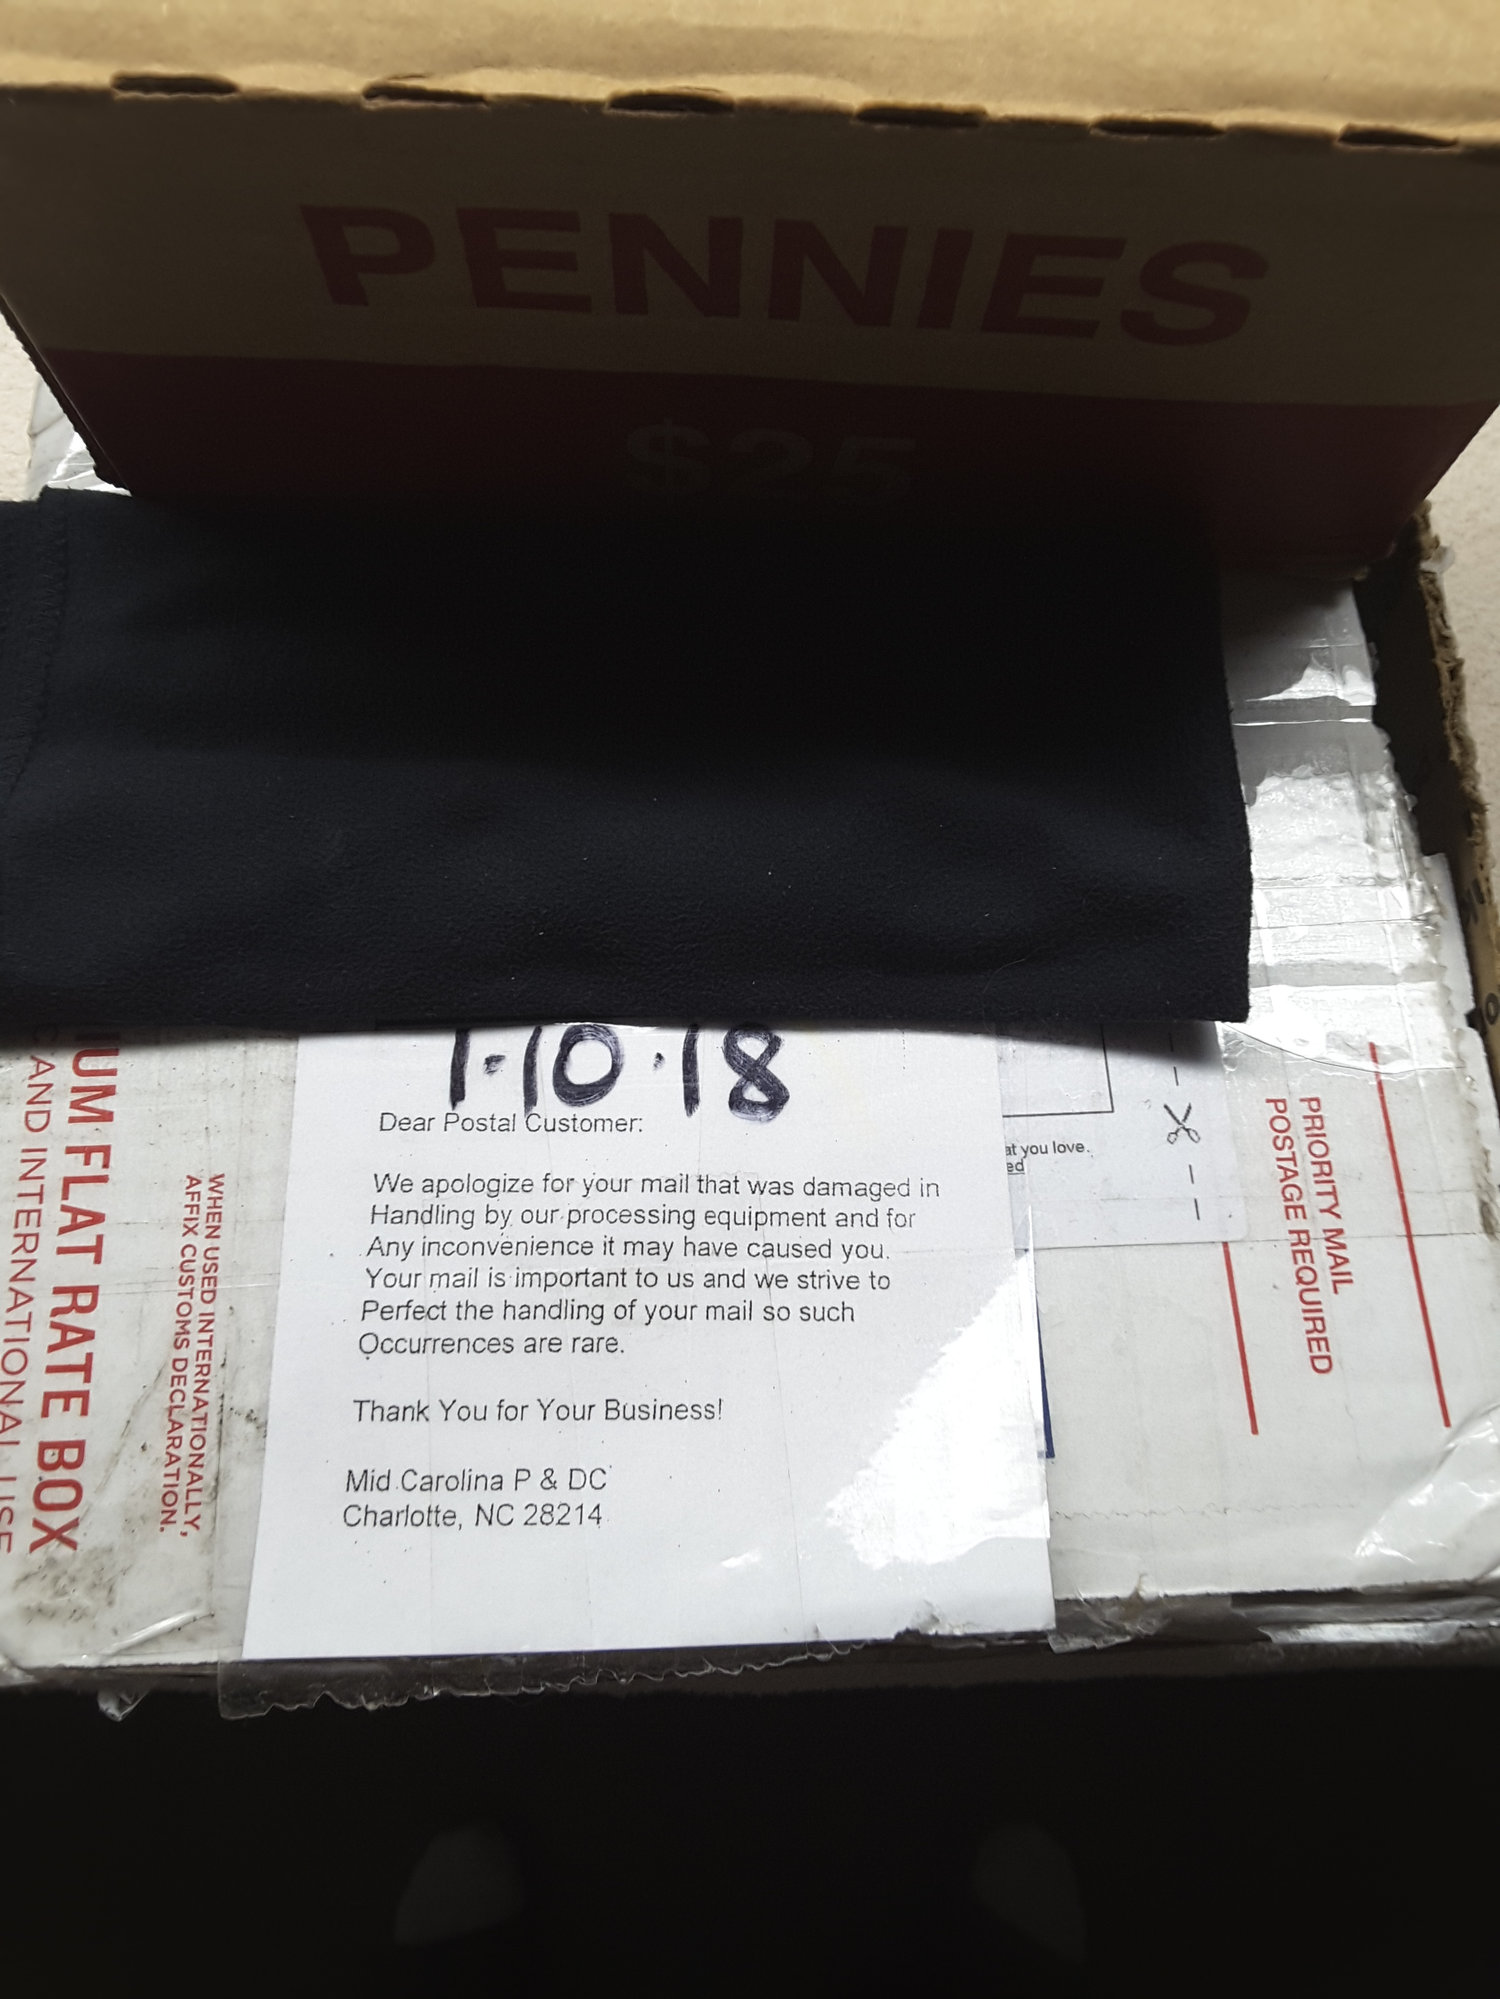 PENNIES
$25
1·10·18
Dear Postal Customer:
We apologize for your mail that was damaged in
Handling by our processing equipment and for
Any inconvenience it may have caused you.
Your mail is important to us and we strive to
Perfect the handling of your mail so such
Occurrences are rare.
Thank You for Your Business!
Mid Carolina P & DC
Charlotte, NC 28214
at you love.
PRIORITY MAIL
POSTAGE REQUIRED
WHEN USED INTERNATIONALLY,
AFFIX CUSTOMS DECLARATION.
UM FLAT RATE BOX
AND INTERNATIONAL USE